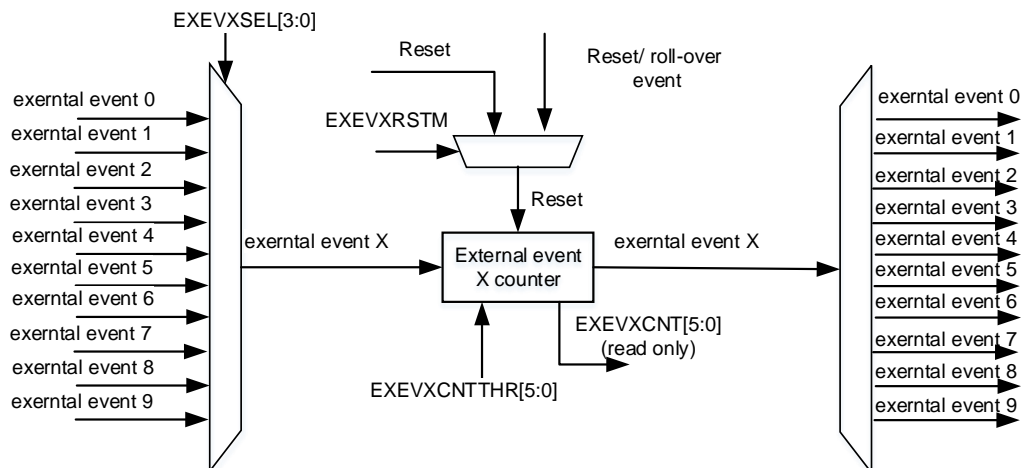 EXEVXSEL[3:0]
exerntal event 0
exerntal event 1
exerntal event 2
exerntal event 3
exerntal event 4
exerntal event 5
exerntal event 6
exerntal event 7
exerntal event 8
exerntal event 9
Reset
Reset/ roll-over
event
EXEVXRSTM
Reset
exerntal event X
External event
X counter
exerntal event X
EXEVXCNT[5:0]
(read only)
EXEVXCNTTHR[5:0]
exerntal event 0
exerntal event 1
exerntal event 2
exerntal event 3
exerntal event 4
exerntal event 5
exerntal event 6
exerntal event 7
exerntal event 8
exerntal event 9